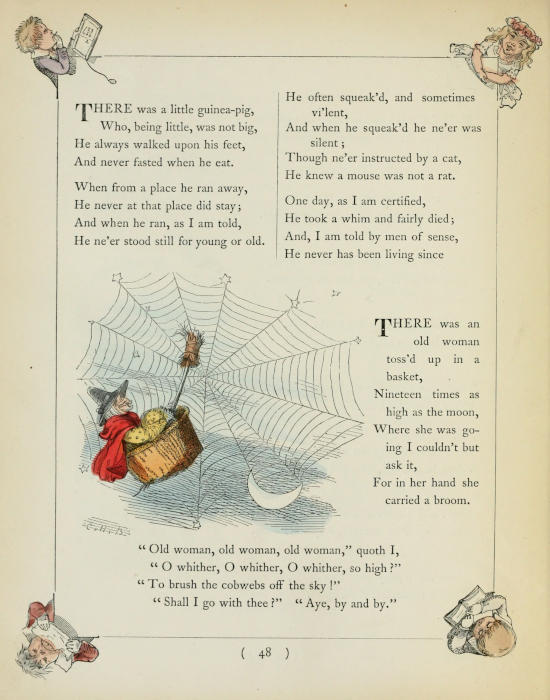 THERE was a little guinea-pig,
Who, being little, was not big,
He always walked upon his feet,
And never fasted when he eat.
When from a place he ran away,
He never at that place did stay;
And when he ran, as I am told,
He ne'er stood still for young or old.
He often squeak'd, and sometimes
vi'lent,
And when he squeak'd he ne'er was
silent;
Though ne'er instructed by a cat,
He knew a mouse was not a rat.
One day, as I am certified,
He took a whim and fairly died;
And, I am told by men of sense,
He never has been living since
THERE was an
old woman
toss'd up in a
basket,
Nineteen times as
high as the moon,
Where she was go-
ing I couldn't but
ask it,
For in her hand she
carried a broom.
"Old woman, old woman, old woman," quoth I,
"O whither, O whither, O whither, so high?"
"To brush the cobwebs off the sky!"
"Shall I go with thee?" "Aye, by and by."
( 48 )